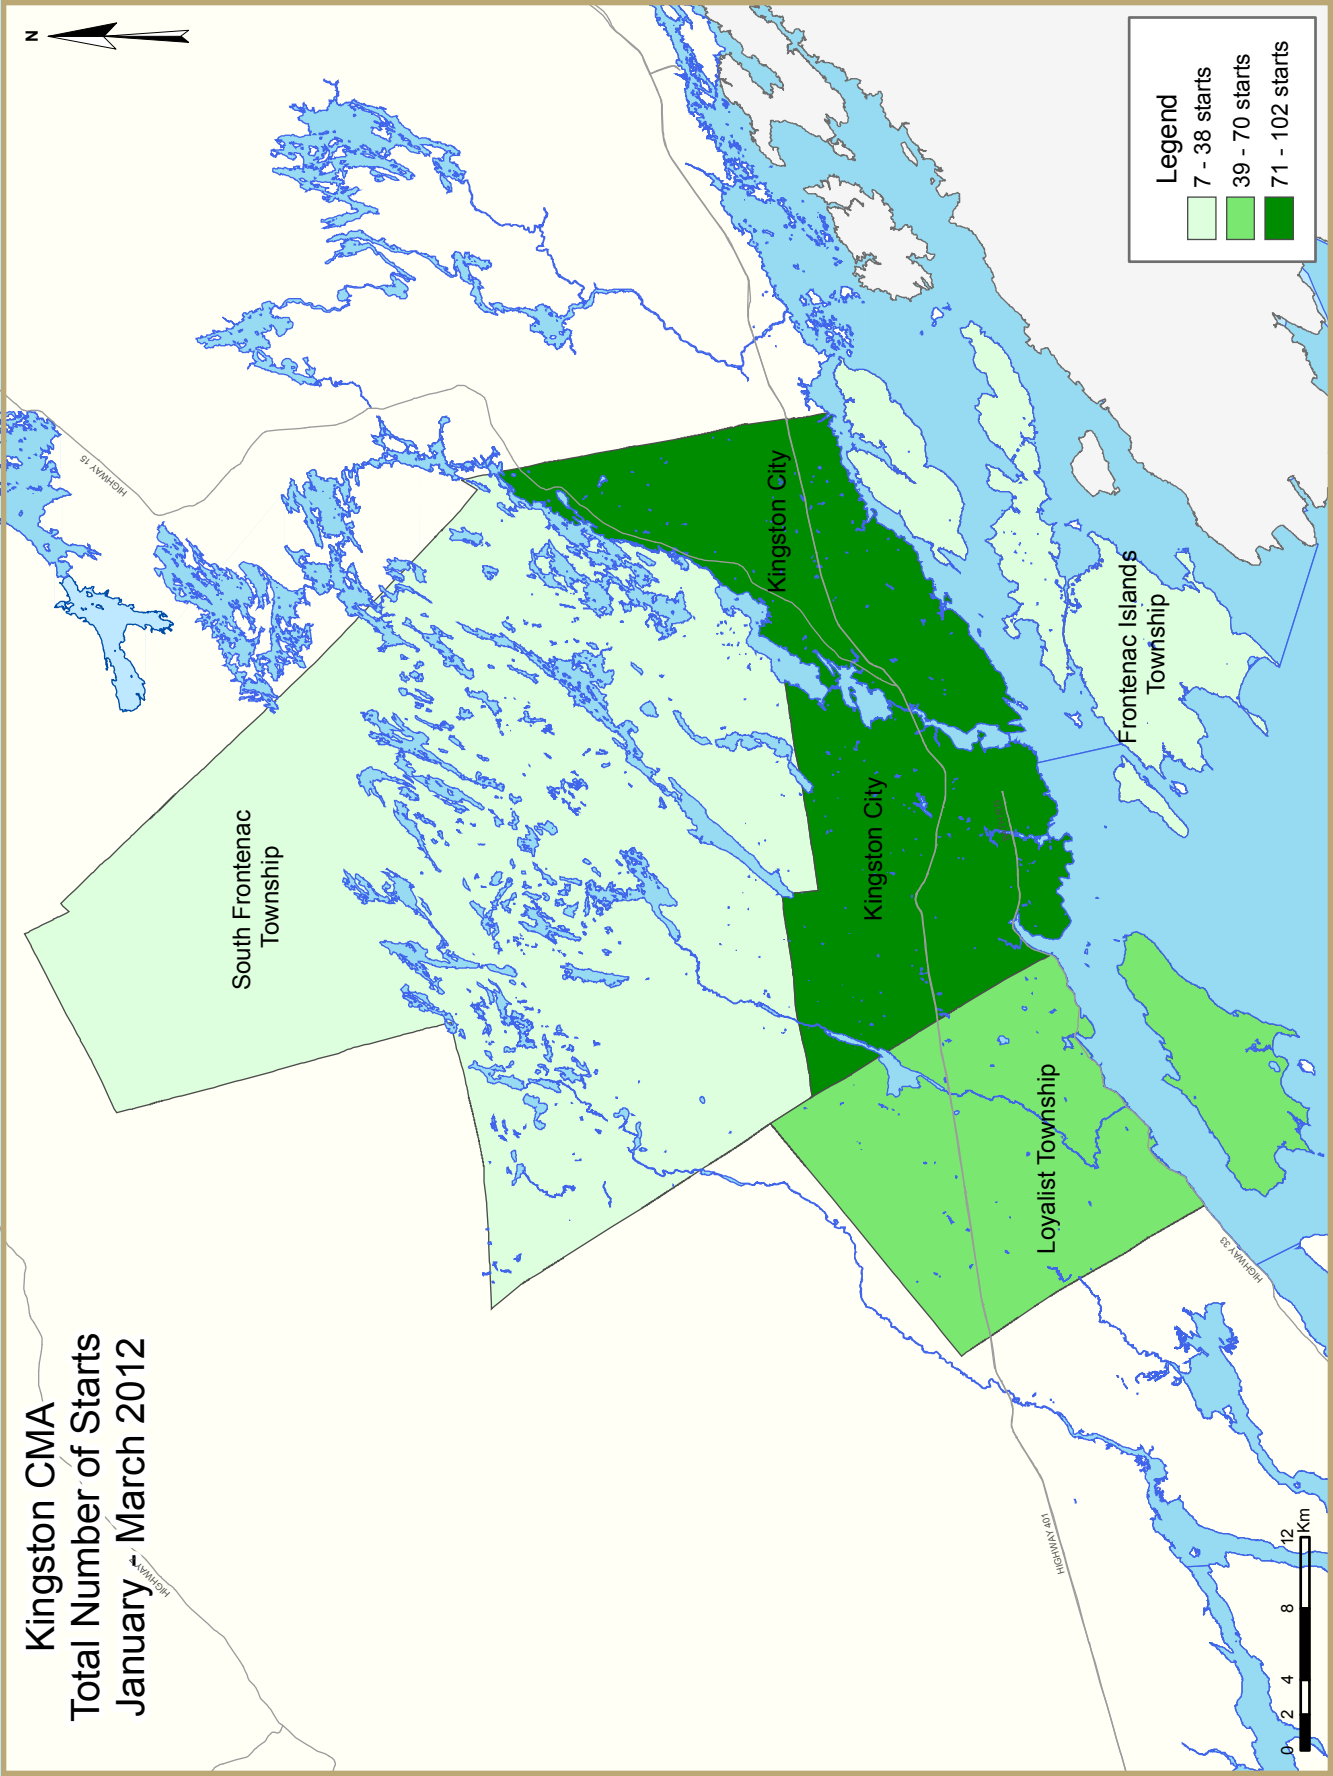 Kingston CMA
Total Number of Starts
January - March 2012
N
HIGHWAY 15
South Frontenac
Township
Kingston City
Kingston City
Loyalist Township
Frontenac Islands
Township
HIGHWAY
HIGHWAY 401
HIGHWAY 33
Legend
7 - 38 starts
39 - 70 starts
71 - 102 starts
0 2 4 8 12
Km